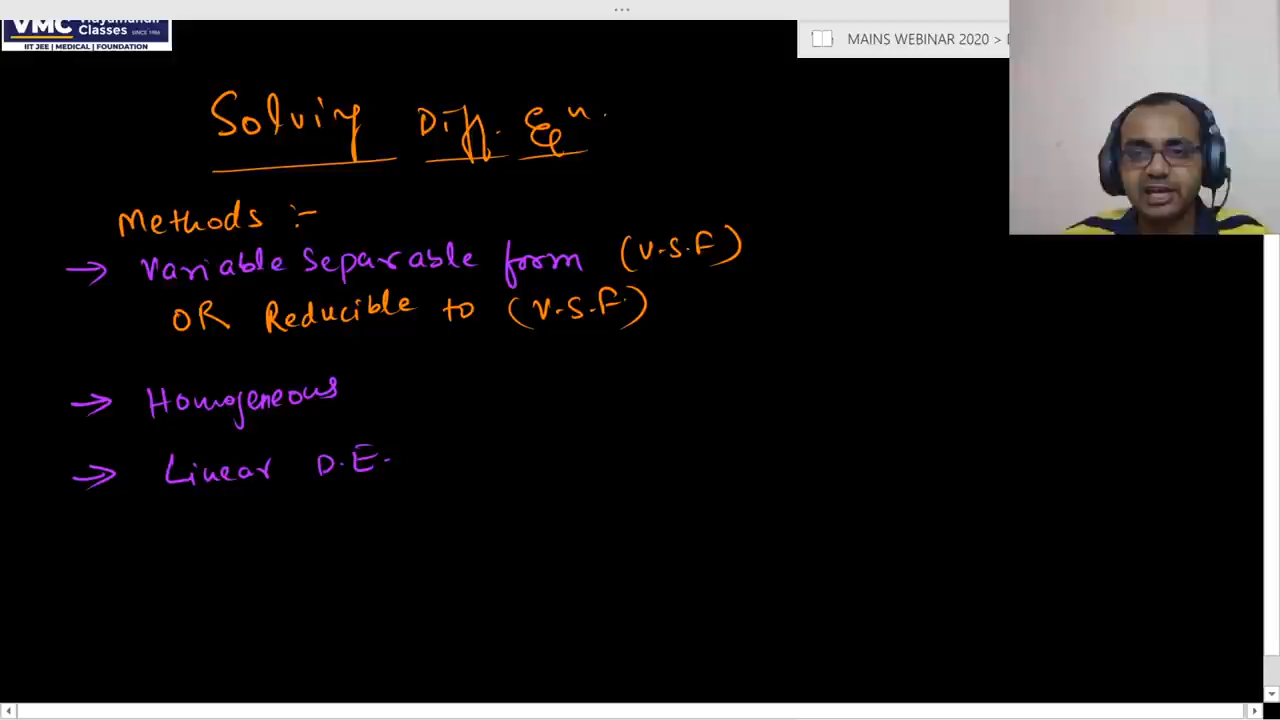 VMC Vidyamandir
Classes SINCE 1986
IIT JEE | MEDICAL | FOUNDATION
MAINS WEBINAR 2020 >
Solving Diff. Eqn.
Methods :-
→ Variable Separable form (V.S.F)
OR Reducible to (V.S.F.)
→ Homogeneous
→ Linear D.E.